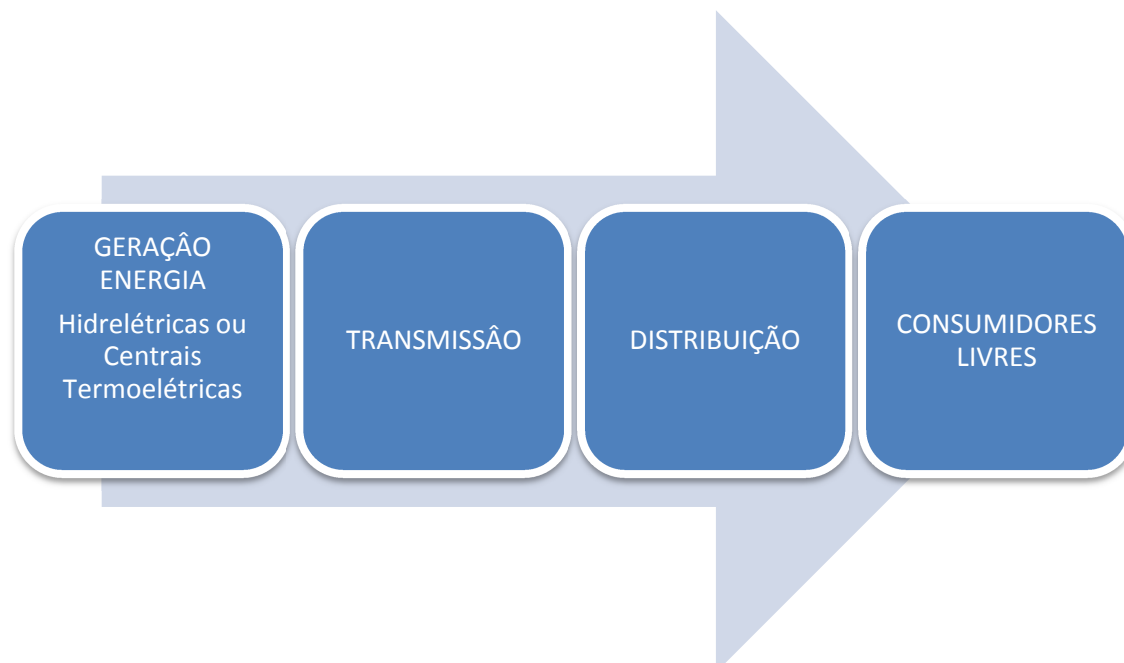 GERAÇÂO
ENERGIA
Hidrelétricas ou
Centrais
Termoelétricas
TRANSMISSÂO
DISTRIBUIÇÃO
CONSUMIDORES
LIVRES